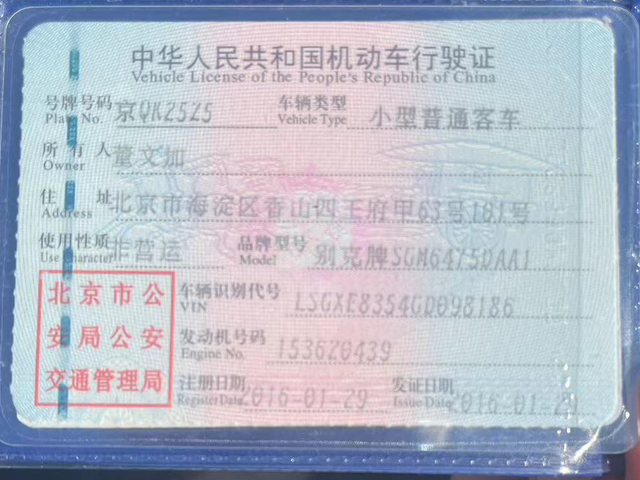 中华人民共和国机动车行驶证
Vehicle License of the People's Republic of China
号牌号码 京QK25Z5 车辆类型 小型普通客车
Plate No. Vehicle Type
所有人 董文如
Owner
住址 北京市海淀区香山四王府甲63号181号
Address
使用性质 非营运 品牌型号 别克牌SGM6475DAA1
Use Character Model
北京市公安局公安交通管理局
车辆识别代号 LSGXE8354GD098186
VIN
发动机号码 153620439
Engine No.
注册日期 2016-01-29 发证日期 2016-01-29
Register Date Issue Date